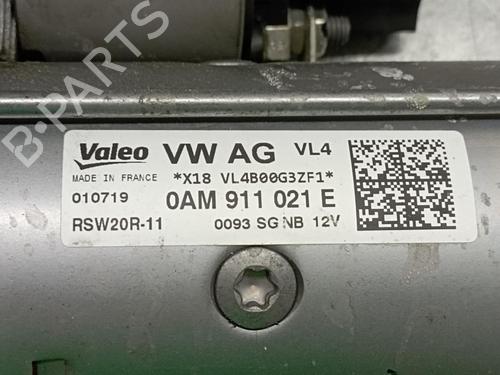 B-PARTS
Valeo VW AG VL4
MADE IN FRANCE *X18 VL4B00G3ZF1*
010719 0AM 911 021 E
RSW20R-11 0093 SG NB 12V